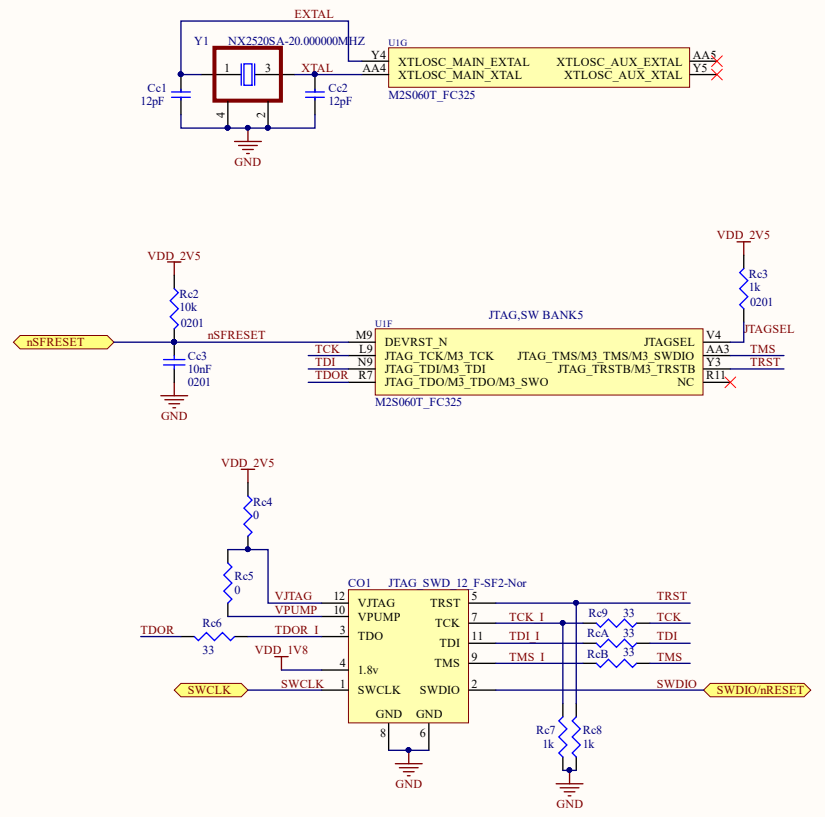 EXTAL
Y1 NX2520SA-20.000000MHZ
U1G
1 3
XTAL
Y4 XTLOSC_MAIN_EXTAL XTLOSC_AUX_EXTAL AA5
AA4 XTLOSC_MAIN_XTAL XTLOSC_AUX_XTAL Y5
Cc1
12pF
Cc2
12pF
M2S060T_FC325
4 2
GND
VDD_2V5
VDD_2V5
Rc2
10k
0201
Rc3
1k
0201
JTAG,SW BANK5
U1F
JTAGSEL
nSFRESET nSFRESET M9 DEVRST_N JTAGSEL V4
TCK L9 JTAG_TCK/M3_TCK JTAG_TMS/M3_TMS/M3_SWDIO AA3 TMS
TDI N9 JTAG_TDI/M3_TDI JTAG_TRSTB/M3_TRSTB Y3 TRST
TDOR R7 JTAG_TDO/M3_TDO/M3_SWO NC R11
Cc3
10nF
0201
M2S060T_FC325
GND
VDD_2V5
Rc4
0
Rc5
0
CO1 JTAG_SWD_12_F-SF2-Nor
VJTAG 12 VJTAG TRST 5 TRST
VPUMP 10 VPUMP TCK 7 TCK_I Rc9 33 TCK
TDOR Rc6 33 TDOR_I 3 TDO TDI 11 TDI_I RcA 33 TDI
VDD_1V8 4 1.8v TMS 9 TMS_I RcB 33 TMS
SWCLK SWCLK 1 SWCLK SWDIO 2 SWDIO SWDIO/nRESET
GND GND
8 6
Rc7
1k
Rc8
1k
GND
GND